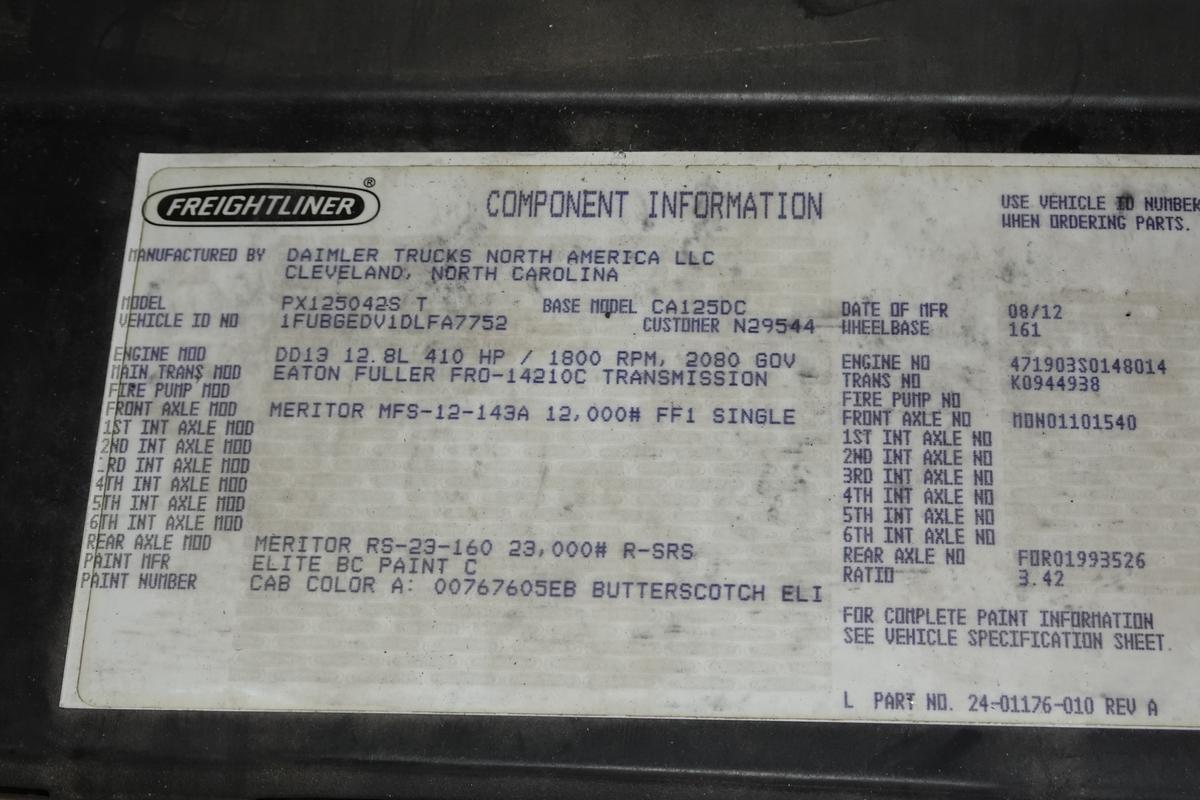 FREIGHTLINER ®
COMPONENT INFORMATION
USE VEHICLE ID NUMBER
WHEN ORDERING PARTS.
MANUFACTURED BY DAIMLER TRUCKS NORTH AMERICA LLC
CLEVELAND, NORTH CAROLINA
MODEL PX125042S T BASE MODEL CA125DC DATE OF MFR 08/12
VEHICLE ID NO 1FUBGEDV1DLFA7752 CUSTOMER N29544 WHEELBASE 161
ENGINE MOD DD13 12.8L 410 HP / 1800 RPM, 2080 GOV ENGINE NO 471903S0148014
MAIN TRANS MOD EATON FULLER FRO-14210C TRANSMISSION TRANS NO K0944938
FIRE PUMP MOD FIRE PUMP NO
FRONT AXLE MOD MERITOR MFS-12-143A 12,000# FF1 SINGLE FRONT AXLE NO MON01101540
1ST INT AXLE MOD 1ST INT AXLE NO
2ND INT AXLE MOD 2ND INT AXLE NO
3RD INT AXLE MOD 3RD INT AXLE NO
4TH INT AXLE MOD 4TH INT AXLE NO
5TH INT AXLE MOD 5TH INT AXLE NO
6TH INT AXLE MOD 6TH INT AXLE NO
REAR AXLE MOD MERITOR RS-23-160 23,000# R-SRS REAR AXLE NO FOR01993526
PAINT MFR ELITE BC PAINT C RATIO 3.42
PAINT NUMBER CAB COLOR A: 00767605EB BUTTERSCOTCH ELI
FOR COMPLETE PAINT INFORMATION
SEE VEHICLE SPECIFICATION SHEET.
L PART NO. 24-01176-010 REV A